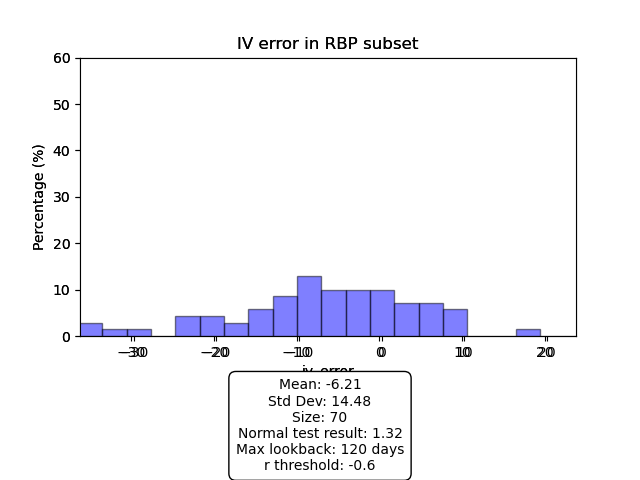 IV error in RBP subset
60
50
40
30
20
10
0
Percentage (%)
−30 −20 −10 0 10 20
iv_error
Mean: -6.21
Std Dev: 14.48
Size: 70
Normal test result: 1.32
Max lookback: 120 days
r threshold: -0.6